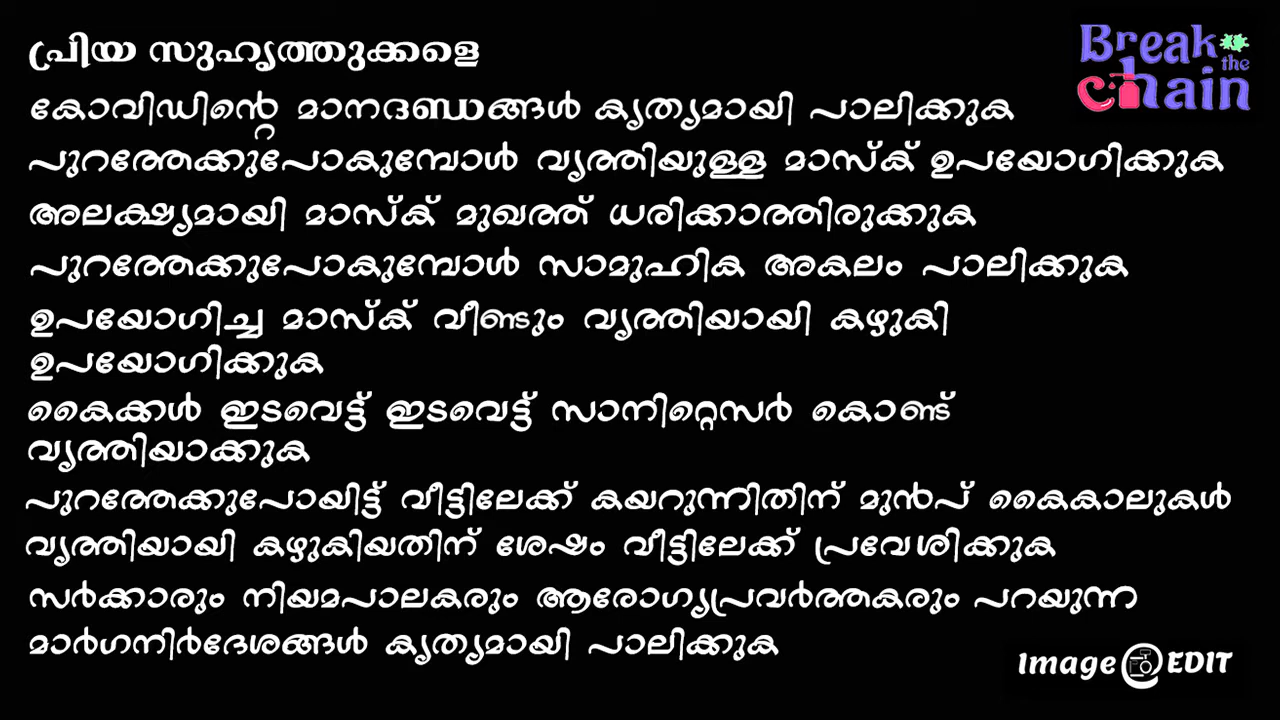 പ്രിയ സുഹൃത്തുക്കളെ
Break
the
chain
കോവിഡിന്റെ മാനദണ്ഡങ്ങൾ കൃത്യമായി പാലിക്കുക
പുറത്തേക്കുപോകുമ്പോൾ വൃത്തിയുള്ള മാസ്ക് ഉപയോഗിക്കുക
അലക്ഷ്യമായി മാസ്ക് മുഖത്ത് ധരിക്കാത്തിരുക്കുക
പുറത്തേക്കുപോകുമ്പോൾ സാമുഹിക അകലം പാലിക്കുക
ഉപയോഗിച്ച മാസ്ക് വീണ്ടും വൃത്തിയായി കഴുകി
ഉപയോഗിക്കുക
കൈക്കൾ ഇടവെട്ട് ഇടവെട്ട് സാനിറ്റെസർ കൊണ്ട്
വൃത്തിയാക്കുക
പുറത്തേക്കുപോയിട്ട് വീട്ടിലേക്ക് കയറുന്നിതിന് മുൻപ് കൈകാലുകൾ
വൃത്തിയായി കഴുകിയതിന് ശേഷം വീട്ടിലേക്ക് പ്രവേശിക്കുക
സർക്കാരും നിയമപാലകരും ആരോഗ്യപ്രവർത്തകരും പറയുന്ന
മാർഗനിർദേശങ്ങൾ കൃത്യമായി പാലിക്കുക
Image@EDIT